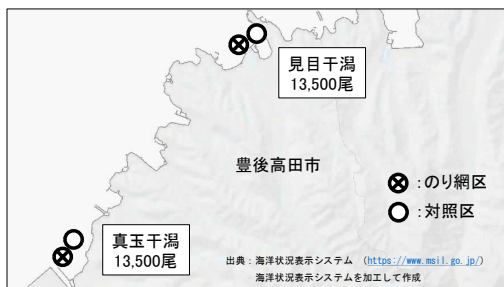 見目干潟
13,500尾
豊後高田市
:のり網区
:対照区
真玉干潟
13,500尾
出典:海洋状況表示システム (https://www.msil.go.jp/)
海洋状況表示システムを加工して作成